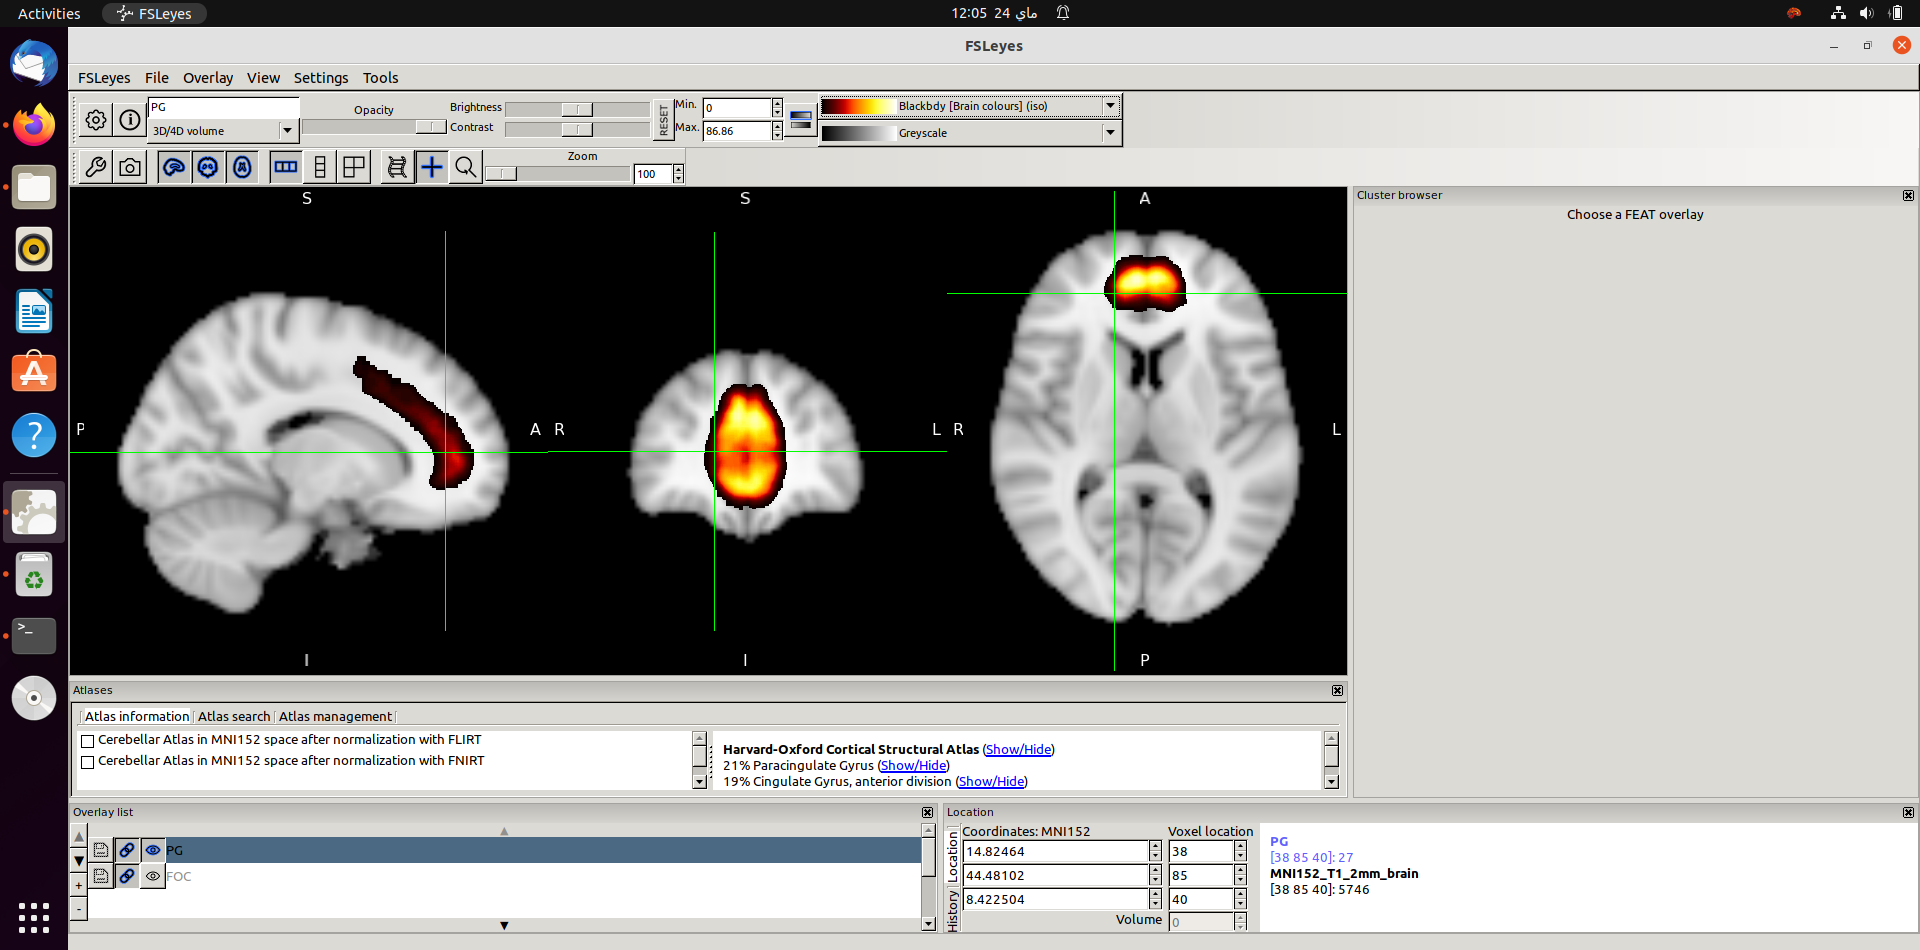 Activities FSLeyes 12:05 24 ماي
FSLeyes
FSLeyes File Overlay View Settings Tools
PG
3D/4D volume
Opacity
Brightness
Contrast
RESET
Min. 0
Max. 86.86
Blackbdy [Brain colours] (iso)
Greyscale
Zoom
100
S S A
P A R L R L
I I P
Cluster browser
Choose a FEAT overlay
Atlases
Atlas information Atlas search Atlas management
Cerebellar Atlas in MNI152 space after normalization with FLIRT
Cerebellar Atlas in MNI152 space after normalization with FNIRT
Harvard-Oxford Cortical Structural Atlas (Show/Hide)
21% Paracingulate Gyrus (Show/Hide)
19% Cingulate Gyrus, anterior division (Show/Hide)
Overlay list
PG
FOC
+
-
Location
Location
History
Coordinates: MNI152 Voxel location
14.82464 38
44.48102 85
8.422504 40
Volume 0
PG
[38 85 40]: 27
MNI152_T1_2mm_brain
[38 85 40]: 5746